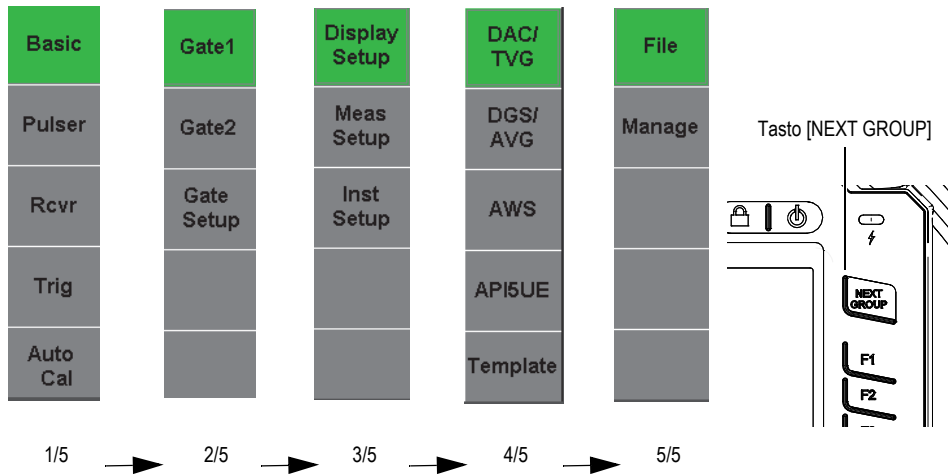 Basic
Pulser
Rcvr
Trig
Auto
Cal
Gate1
Gate2
Gate
Setup
Display
Setup
Meas
Setup
Inst
Setup
DAC/
TVG
DGS/
AVG
AWS
API5UE
Template
File
Manage
Tasto [NEXT GROUP]
NEXT
GROUP
F1
F2
1/5
2/5
3/5
4/5
5/5